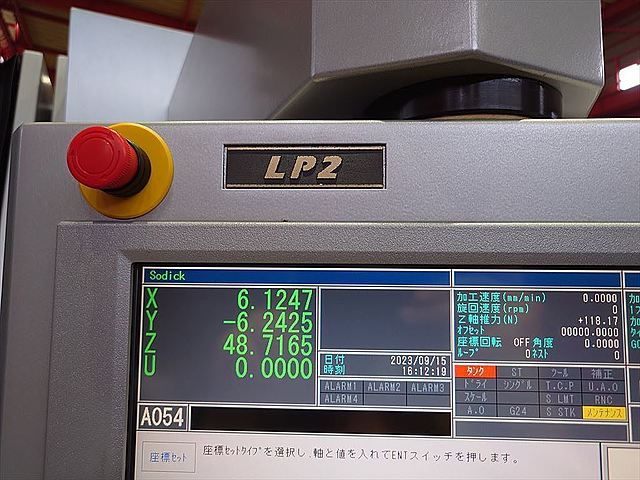 LP2
Sodick
X 6.1247
Y -6.2425
Z 48.7165
U 0.0000
日付 2023/09/15
時刻 16:12:19
ALARM1 ALARM2 ALARM3
ALARM4
加工速度(mm/min) 0.0000
旋回速度(rpm) 0
Z軸推力(N) +118.17
オフセット 00000.0000
座標回転 OFF 角度 0.0000
ループ 0 ネスト 0
タンク ST ツール 補正
ドライ シングル T.C.P U.A.O
スケール S LMT RNC
A.O G24 S STK メンテナンス
A054
座標セット
座標セットタイプを選択し､軸と値を入れてENTスイッチを押します。